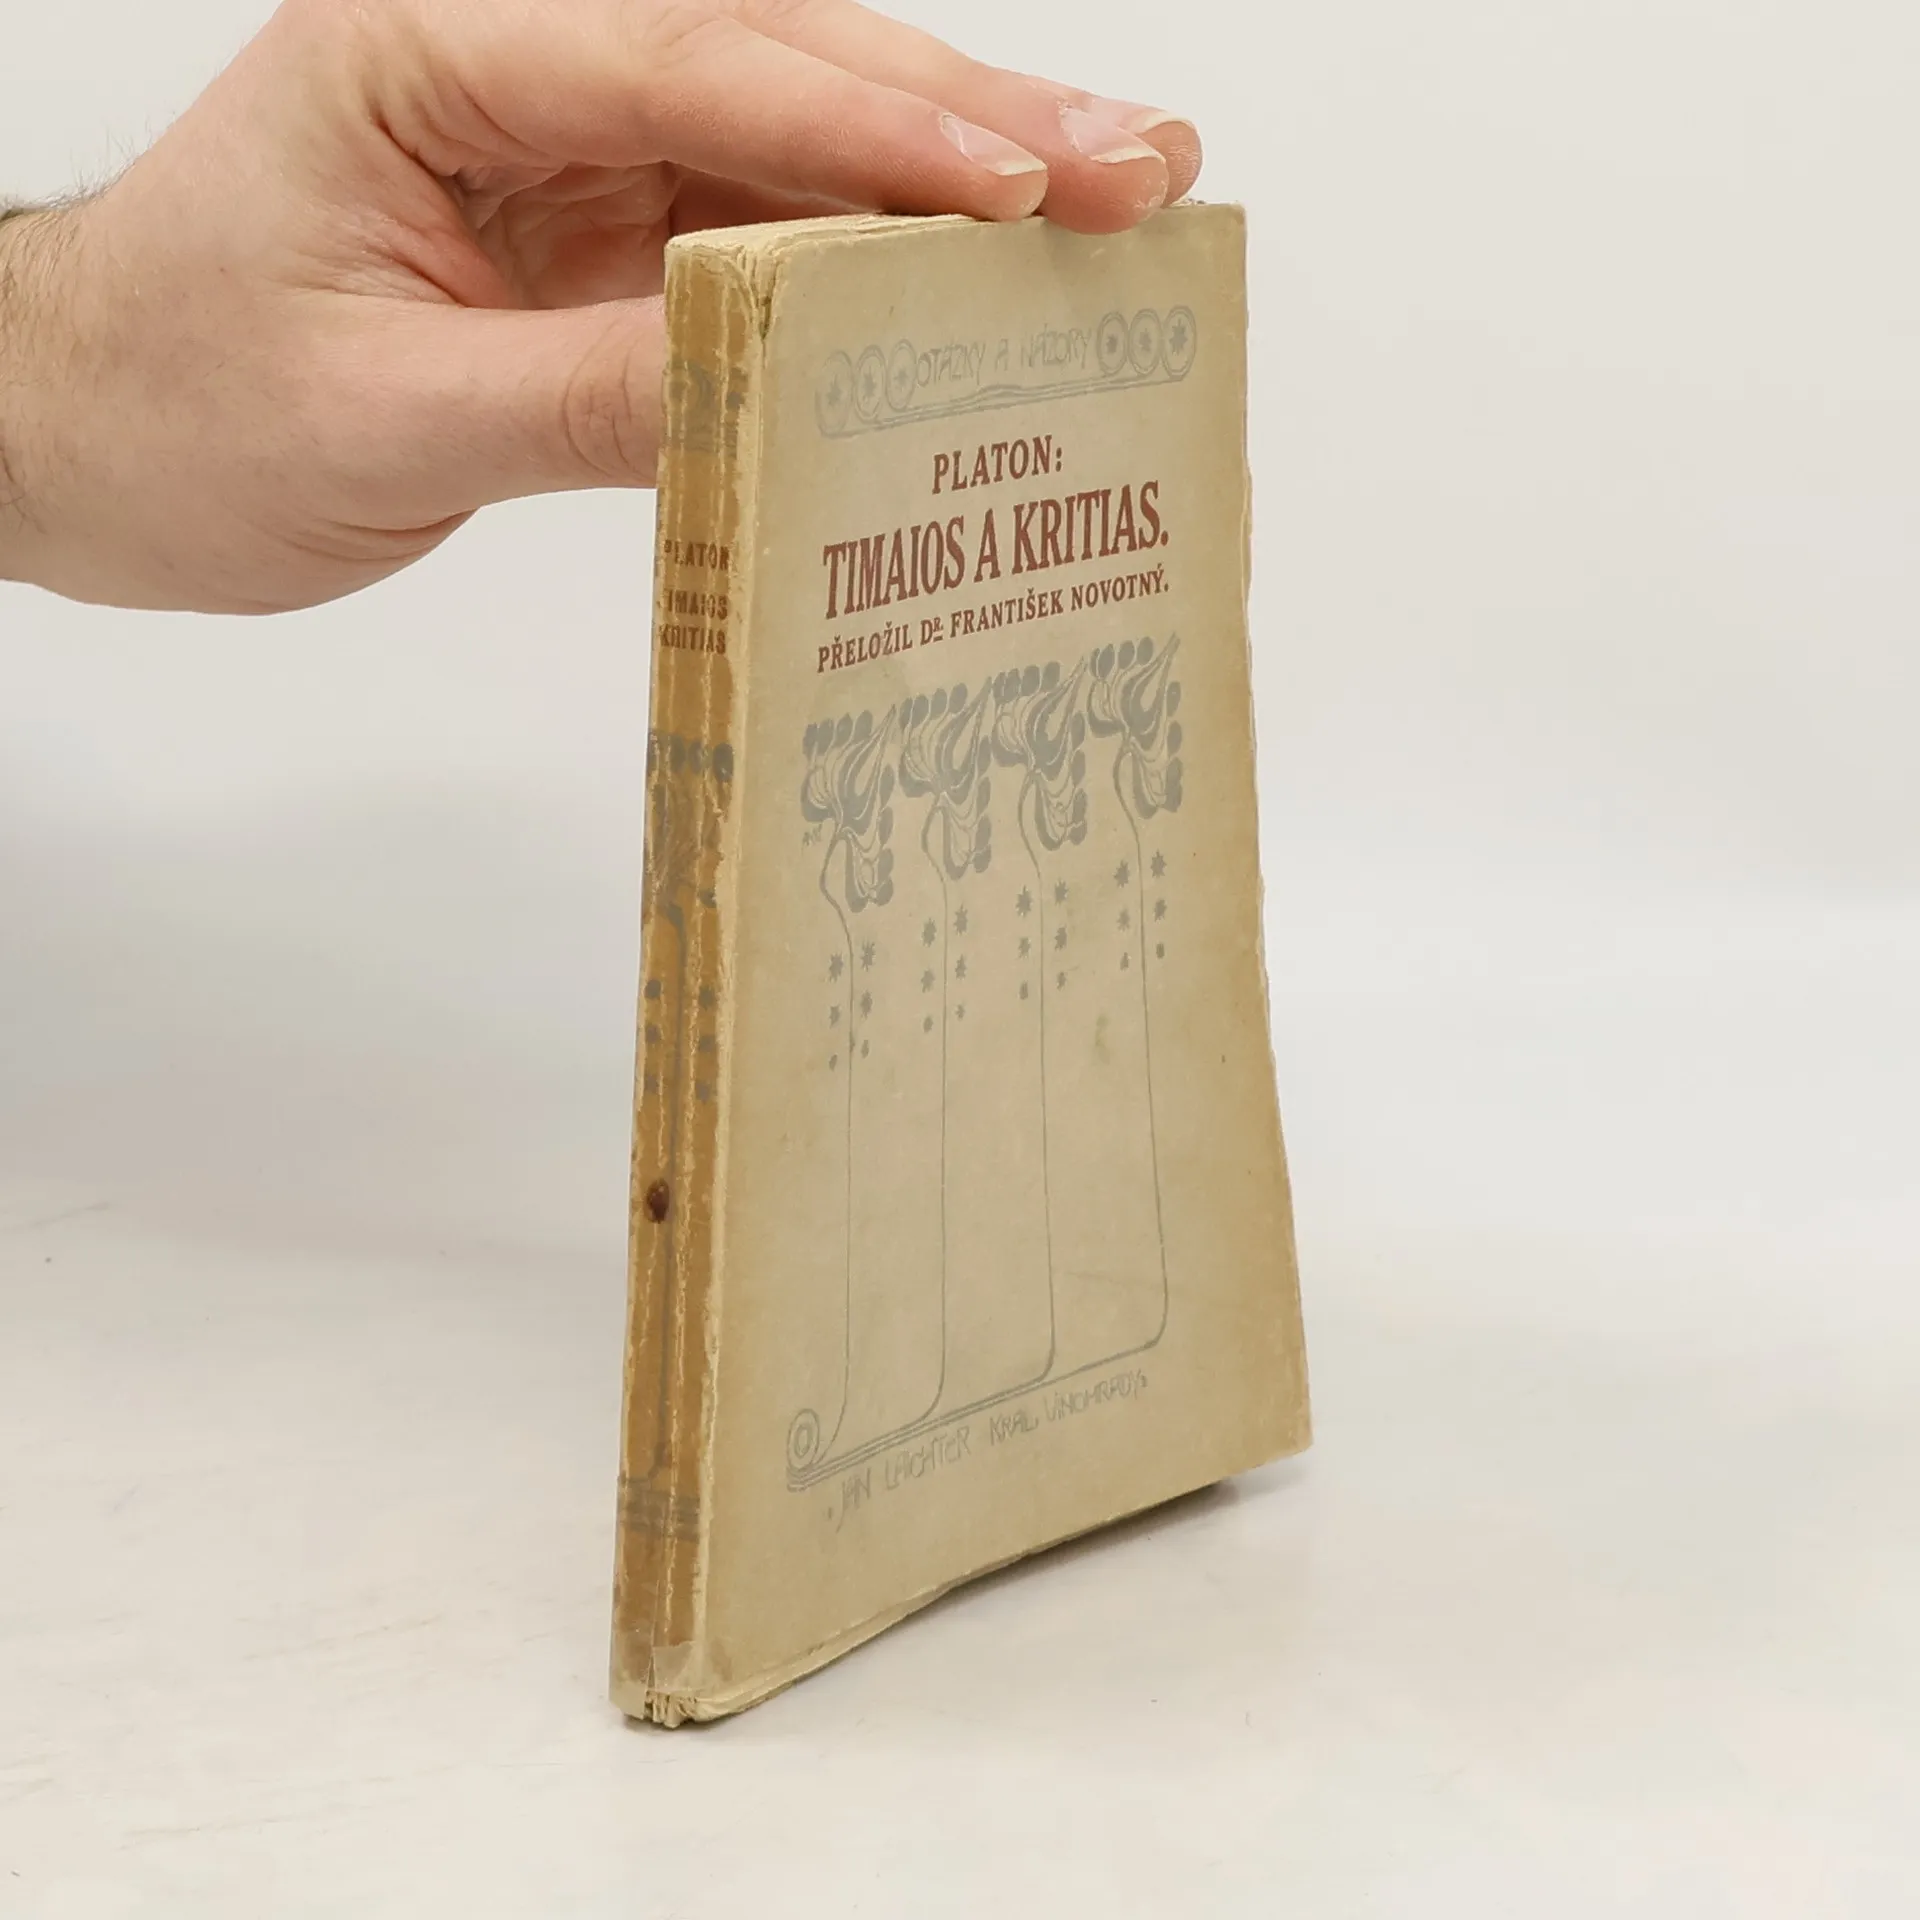 OTÁZKY A NÁZORY
PLATON:
TIMAIOS A KRITIAS.
PŘELOŽIL DR. FRANTIŠEK NOVOTNÝ.
JAN LAICHTER KRÁL. VINOHRADY.
PLATON
TIMAIOS
KRITIAS